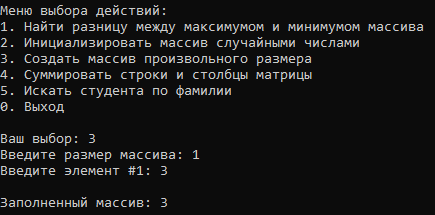 Меню выбора действий:
1. Найти разницу между максимумом и минимумом массива
2. Инициализировать массив случайными числами
3. Создать массив произвольного размера
4. Суммировать строки и столбцы матрицы
5. Искать студента по фамилии
0. Выход
Ваш выбор: 3
Введите размер массива: 1
Введите элемент #1: 3
Заполненный массив: 3